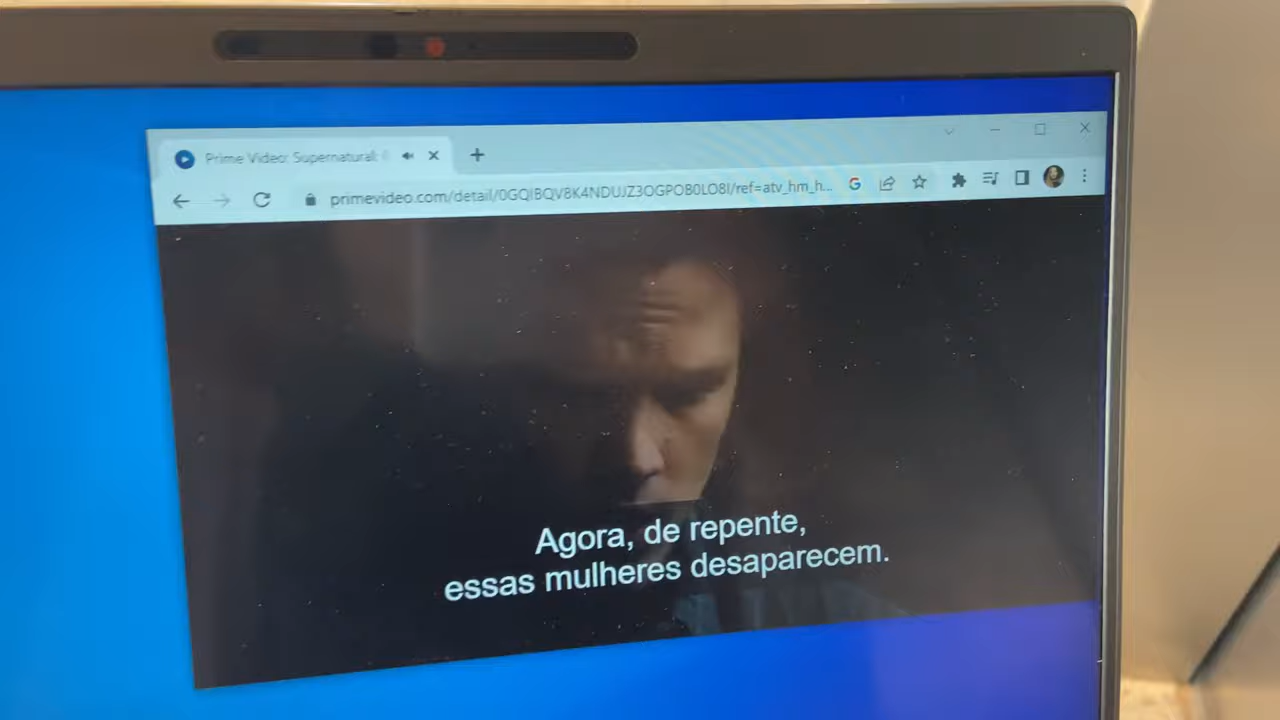 Prime Video: Supernatural:
primevideo.com/detail/0GQIBQV8K4NDUJZ3OGPOB0LO8I/ref=atv_hm_h...
Agora, de repente,
essas mulheres desaparecem.